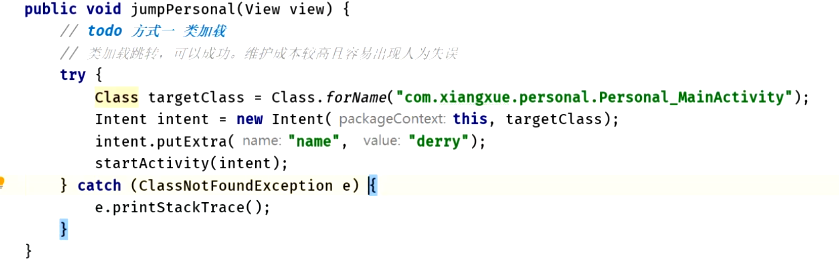 public void jumpPersonal(View view) {
// todo 方式一 类加载
// 类加载跳转，可以成功。维护成本较高且容易出现人为失误
try {
Class targetClass = Class.forName("com.xiangxue.personal.Personal_MainActivity");
Intent intent = new Intent( packageContext: this, targetClass);
intent.putExtra( name: "name", value: "derry");
startActivity(intent);
} catch (ClassNotFoundException e) {
e.printStackTrace();
}
}